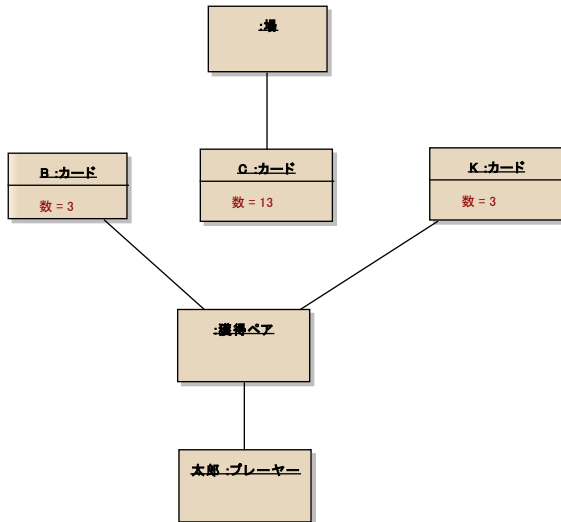 :場
B :カード
数 = 3
C :カード
数 = 13
K :カード
数 = 3
:獲得ペア
太郎 :プレーヤー